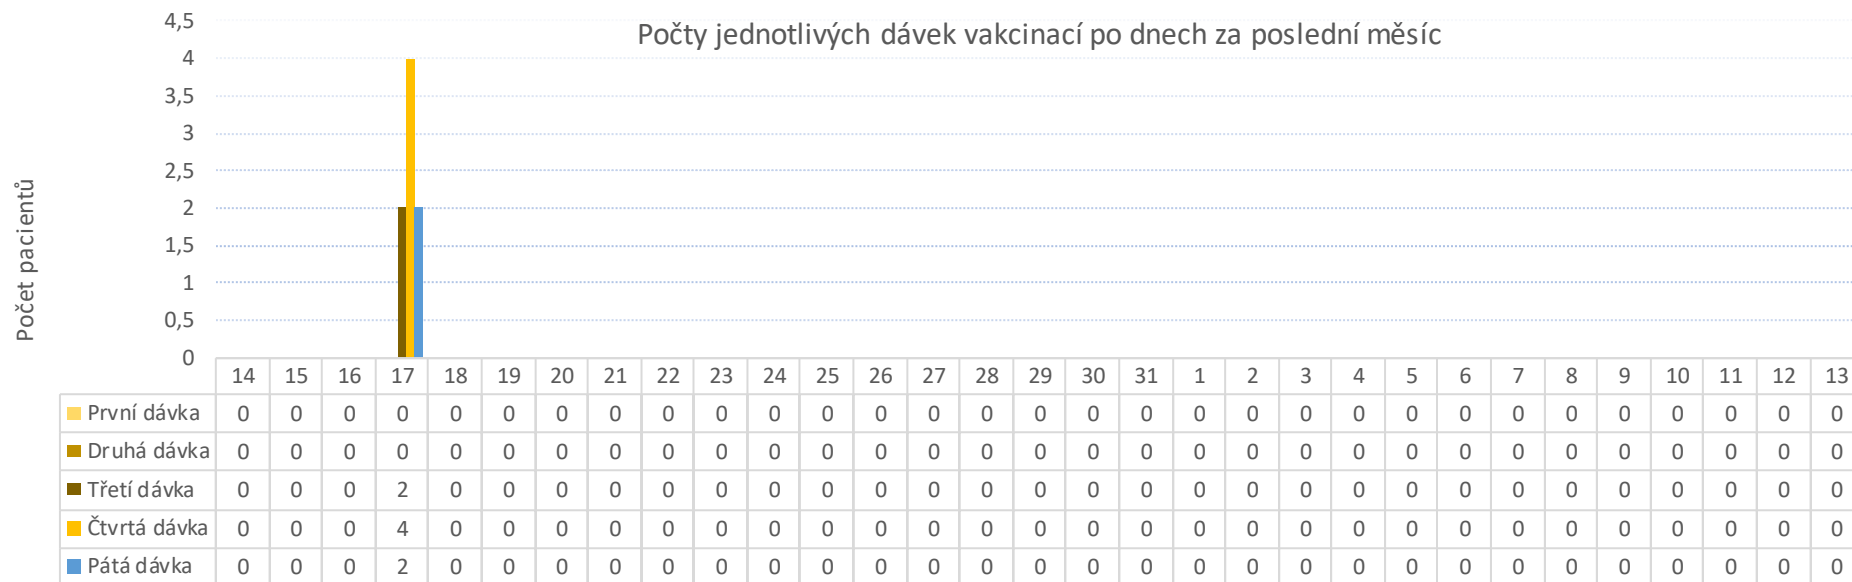 Počty jednotlivých dávek vakcinací po dnech za poslední měsíc
Počet pacientů
4,5
4
3,5
3
2,5
2
1,5
1
0,5
0
14 15 16 17 18 19 20 21 22 23 24 25 26 27 28 29 30 31 1 2 3 4 5 6 7 8 9 10 11 12 13
První dávka 0 0 0 0 0 0 0 0 0 0 0 0 0 0 0 0 0 0 0 0 0 0 0 0 0 0 0 0 0 0 0
Druhá dávka 0 0 0 0 0 0 0 0 0 0 0 0 0 0 0 0 0 0 0 0 0 0 0 0 0 0 0 0 0 0 0
Třetí dávka 0 0 0 2 0 0 0 0 0 0 0 0 0 0 0 0 0 0 0 0 0 0 0 0 0 0 0 0 0 0 0
Čtvrtá dávka 0 0 0 4 0 0 0 0 0 0 0 0 0 0 0 0 0 0 0 0 0 0 0 0 0 0 0 0 0 0 0
Pátá dávka 0 0 0 2 0 0 0 0 0 0 0 0 0 0 0 0 0 0 0 0 0 0 0 0 0 0 0 0 0 0 0